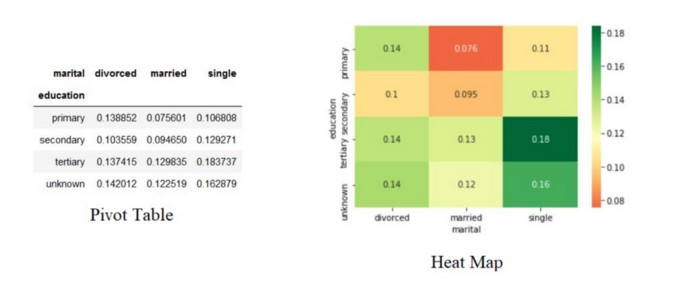 marital divorced married single
education
primary 0.138852 0.075601 0.106808
secondary 0.103559 0.094650 0.129271
tertiary 0.137415 0.129835 0.183737
unknown 0.142012 0.122519 0.162879
Pivot Table
education
primary
secondary
tertiary
unknown
0.14 0.076 0.11
0.1 0.095 0.13
0.14 0.13 0.18
0.14 0.12 0.16
divorced married single
marital
0.18
0.16
0.14
0.12
0.10
0.08
Heat Map